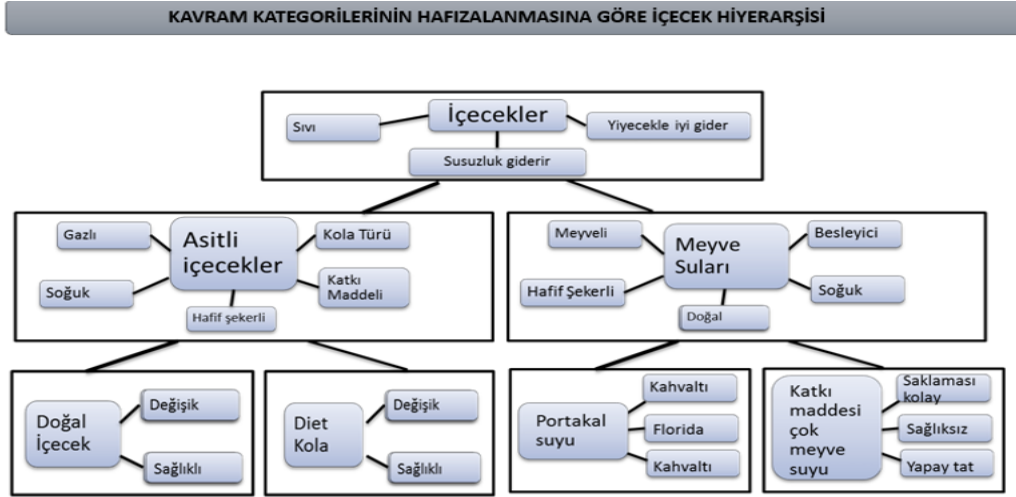 KAVRAM KATEGORİLERİNİN HAFIZALANMASINA GÖRE İÇECEK HİYERARŞİSİ
İçecekler
Sıvı
Yiyecekle iyi gider
Susuzluk giderir
Asitli
içecekler
Gazlı
Kola Türü
Soğuk
Katkı
Maddeli
Hafif şekerli
Meyve
Suları
Meyveli
Besleyici
Hafif Şekerli
Soğuk
Doğal
Doğal
İçecek
Değişik
Sağlıklı
Diet
Kola
Değişik
Sağlıklı
Portakal
suyu
Kahvaltı
Florida
Kahvaltı
Katkı
maddesi
çok
meyve
suyu
Saklaması
kolay
Sağlıksız
Yapay tat